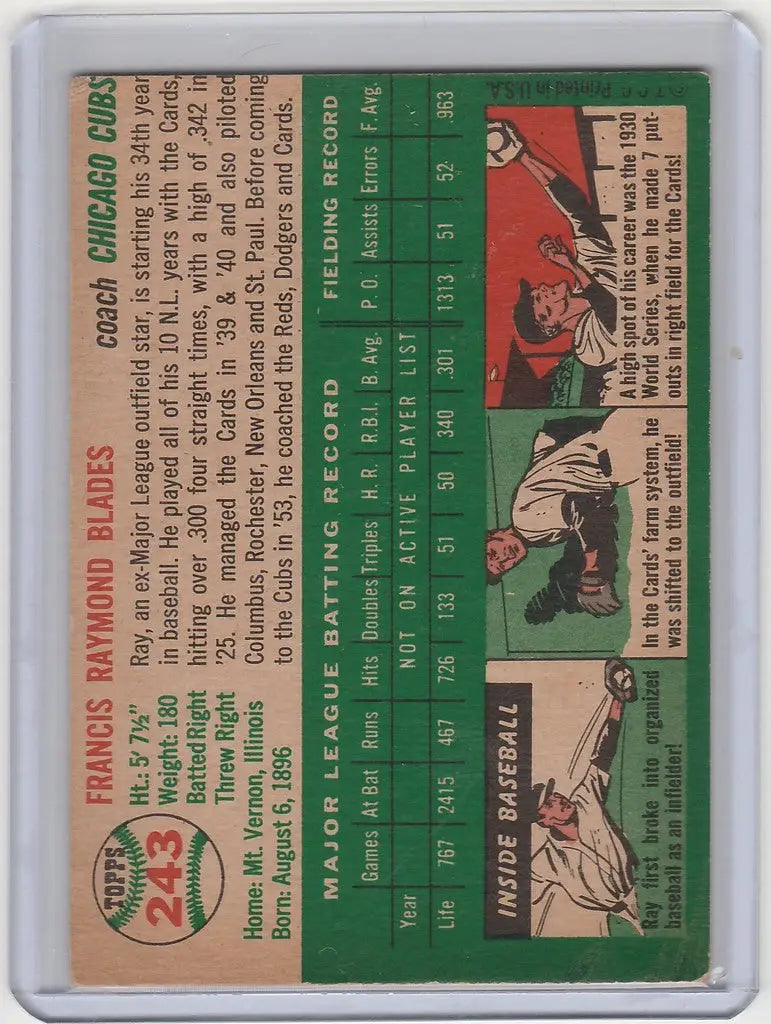 TOPPS
243
FRANCIS RAYMOND BLADES
coach CHICAGO CUBS
Ht.: 5' 7½"
Weight: 180
Batted Right
Threw Right
Home: Mt. Vernon, Illinois
Born: August 6, 1896
Ray, an ex-Major League outfield star, is starting his 34th year
in baseball. He played all of his 10 N.L. years with the Cards,
hitting over .300 four straight times, with a high of .342 in
'25. He managed the Cards in '39 & '40 and also piloted
Columbus, Rochester, New Orleans and St. Paul. Before coming
to the Cubs in '53, he coached the Reds, Dodgers and Cards.
MAJOR LEAGUE BATTING RECORD FIELDING RECORD
Year Games At Bat Runs Hits Doubles Triples H. R. R.B.I. B. Avg. P. O. Assists Errors F. Avg.
NOT ON ACTIVE PLAYER LIST
Life 767 2415 467 726 133 51 50 340 .301 1313 51 52 .963
INSIDE BASEBALL
Ray first broke into organized
baseball as an infielder!
In the Cards' farm system, he
was shifted to the outfield!
A high spot of his career was the 1930
World Series, when he made 7 put-
outs in right field for the Cards!
Printed in U.S.A.